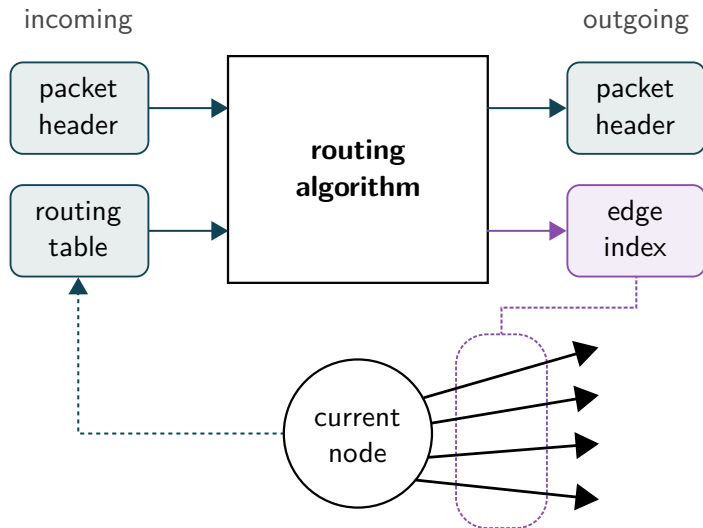 incoming
outgoing
packet
header
routing
algorithm
packet
header
routing
table
edge
index
current
node